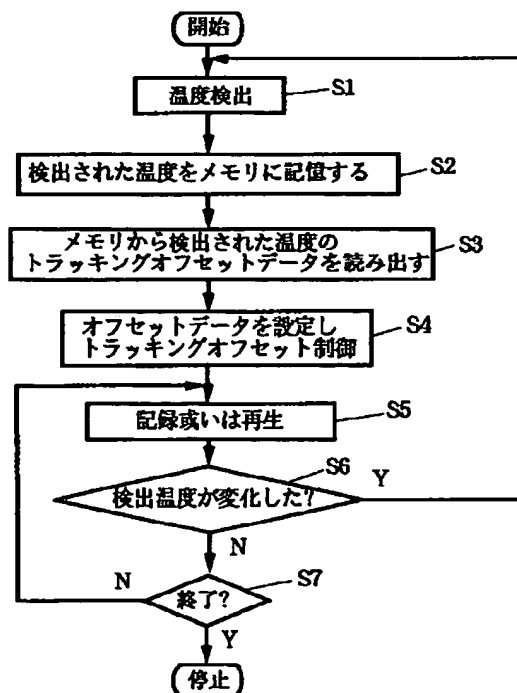 開始
温度検出
S1
検出された温度をメモリに記憶する
S2
メモリから検出された温度の
トラッキングオフセットデータを読み出す
S3
オフセットデータを設定し
トラッキングオフセット制御
S4
記録或いは再生
S5
S6
検出温度が変化した?
Y
N
S7
N
終了?
Y
停止